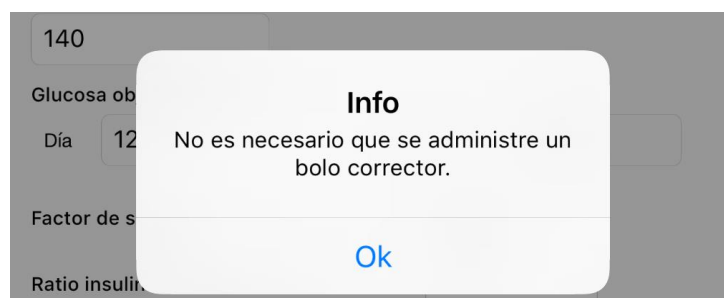 140
Glucosa ob
Info
Día 12
No es necesario que se administre un
bolo corrector.
Factor de s
Ok
Ratio insulin